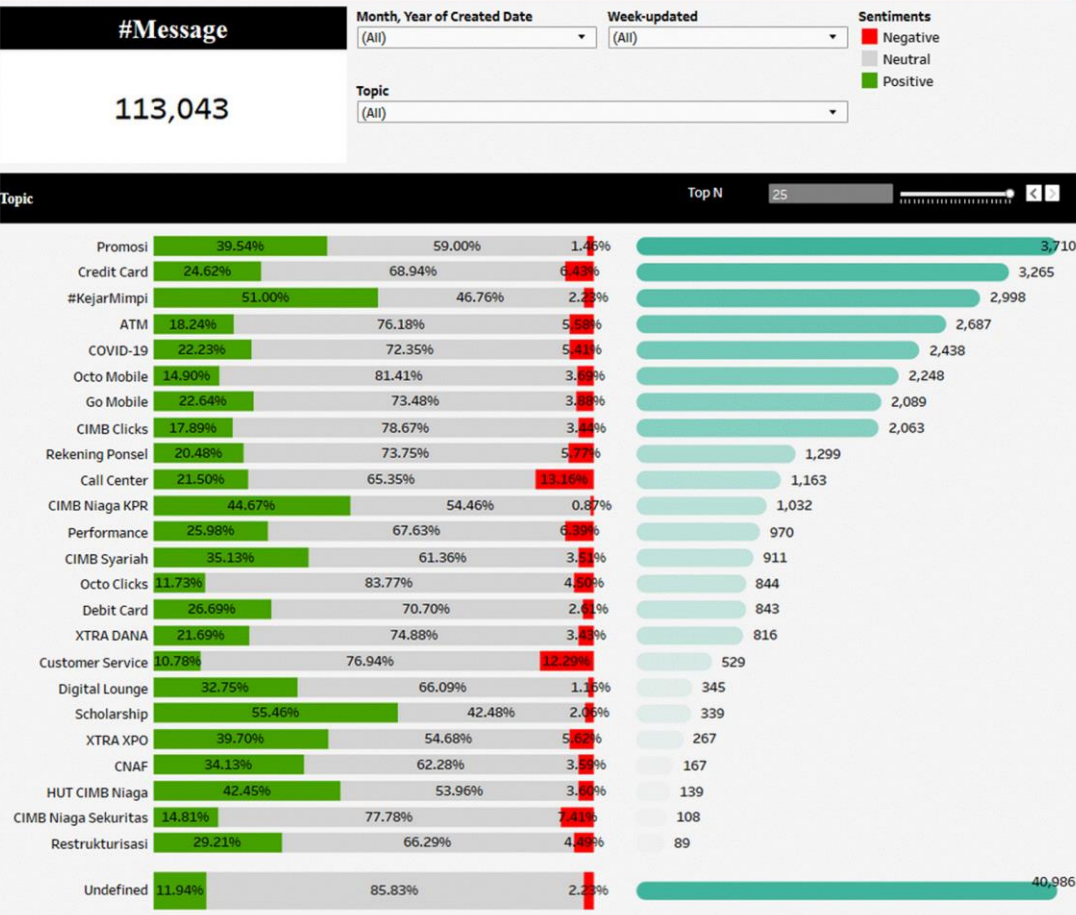 #Message
113,043
Month, Year of Created Date
(All)
Week-updated
(All)
Topic
(All)
Sentiments
Negative
Neutral
Positive
Topic
Top N
25
Promosi 39.54% 59.00% 1.46% 3,710
Credit Card 24.62% 68.94% 6.43% 3,265
#KejarMimpi 51.00% 46.76% 2.23% 2,998
ATM 18.24% 76.18% 5.58% 2,687
COVID-19 22.23% 72.35% 5.41% 2,438
Octo Mobile 14.90% 81.41% 3.69% 2,248
Go Mobile 22.64% 73.48% 3.88% 2,089
CIMB Clicks 17.89% 78.67% 3.44% 2,063
Rekening Ponsel 20.48% 73.75% 5.77% 1,299
Call Center 21.50% 65.35% 13.16% 1,163
CIMB Niaga KPR 44.67% 54.46% 0.87% 1,032
Performance 25.98% 67.63% 6.39% 970
CIMB Syariah 35.13% 61.36% 3.51% 911
Octo Clicks 11.73% 83.77% 4.50% 844
Debit Card 26.69% 70.70% 2.61% 843
XTRA DANA 21.69% 74.88% 3.43% 816
Customer Service 10.78% 76.94% 12.29% 529
Digital Lounge 32.75% 66.09% 1.16% 345
Scholarship 55.46% 42.48% 2.06% 339
XTRA XPO 39.70% 54.68% 5.62% 267
CNAF 34.13% 62.28% 3.59% 167
HUT CIMB Niaga 42.45% 53.96% 3.60% 139
CIMB Niaga Sekuritas 14.81% 77.78% 7.41% 108
Restrukturisasi 29.21% 66.29% 4.49% 89
Undefined 11.94% 85.83% 2.23% 40,986